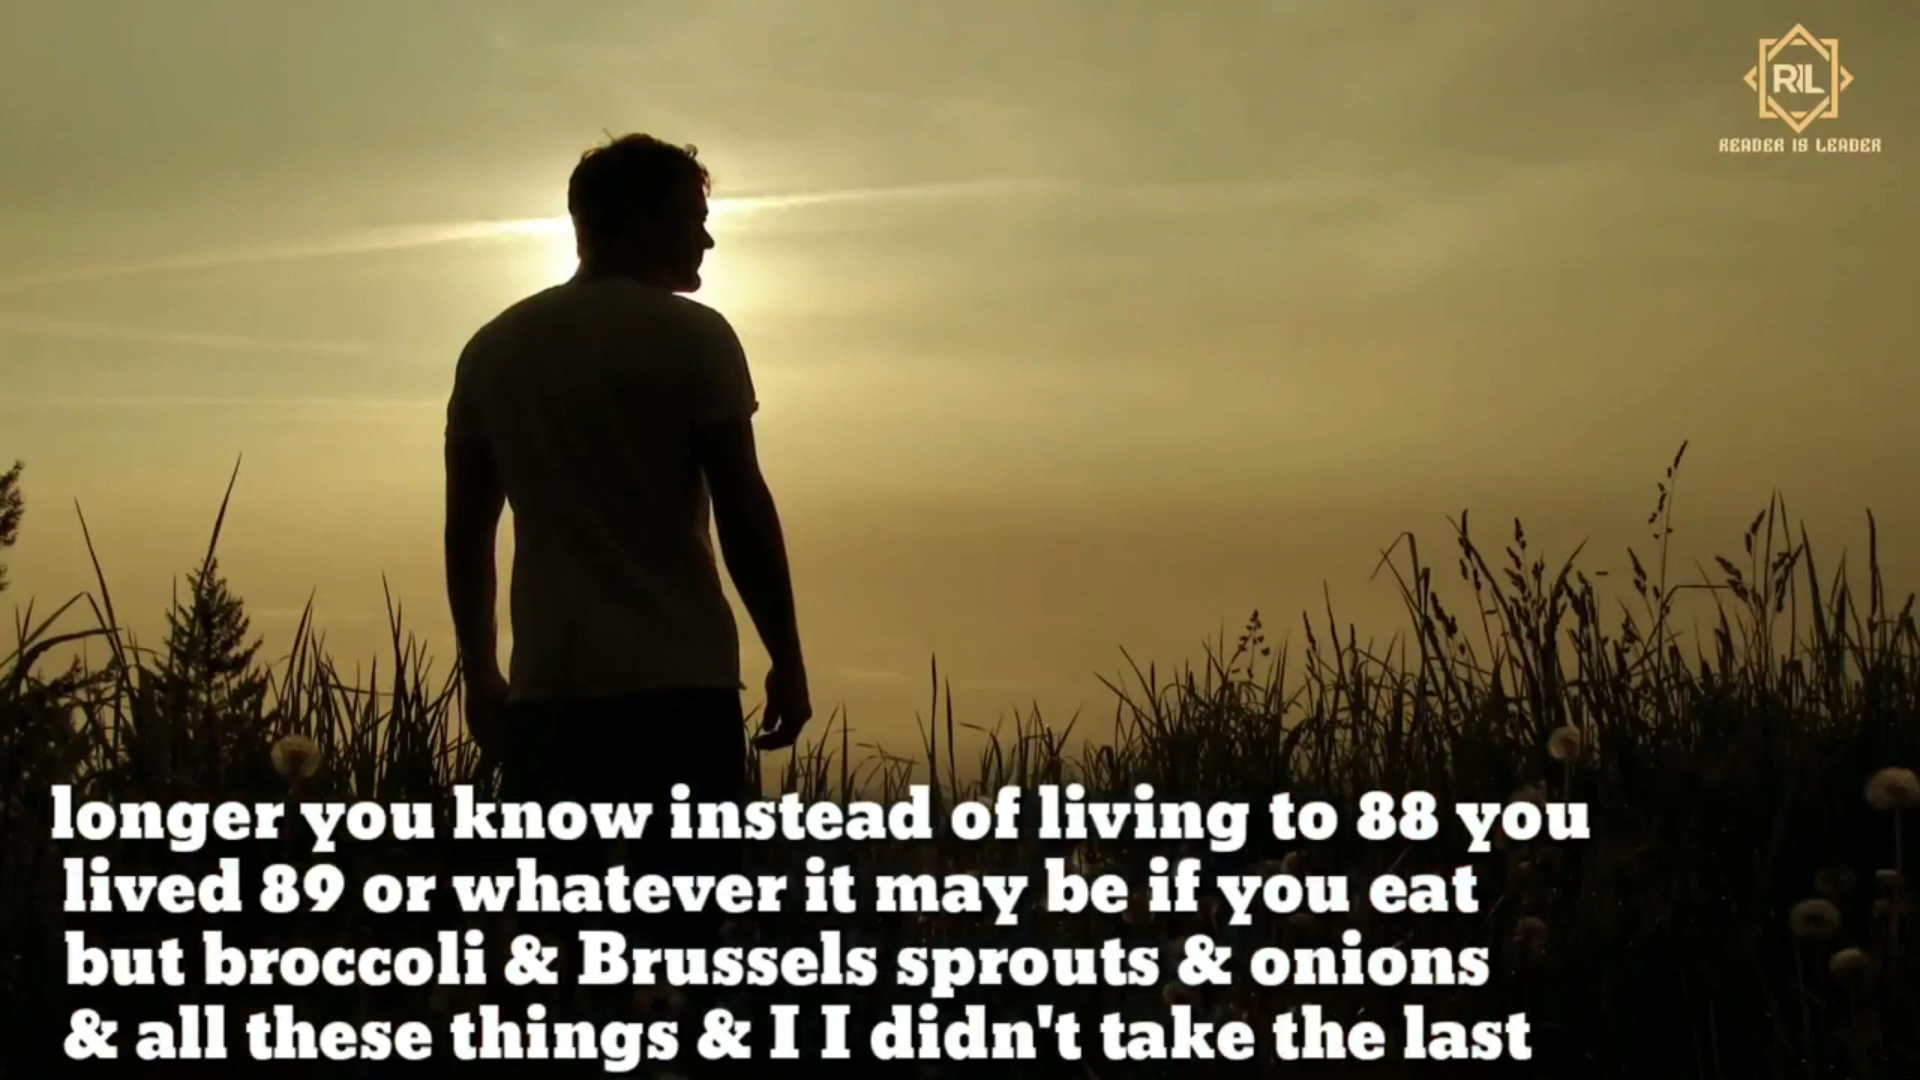 RIL
READER IS LEADER
longer you know instead of living to 88 you
lived 89 or whatever it may be if you eat
but broccoli & Brussels sprouts & onions
& all these things & I I didn't take the last